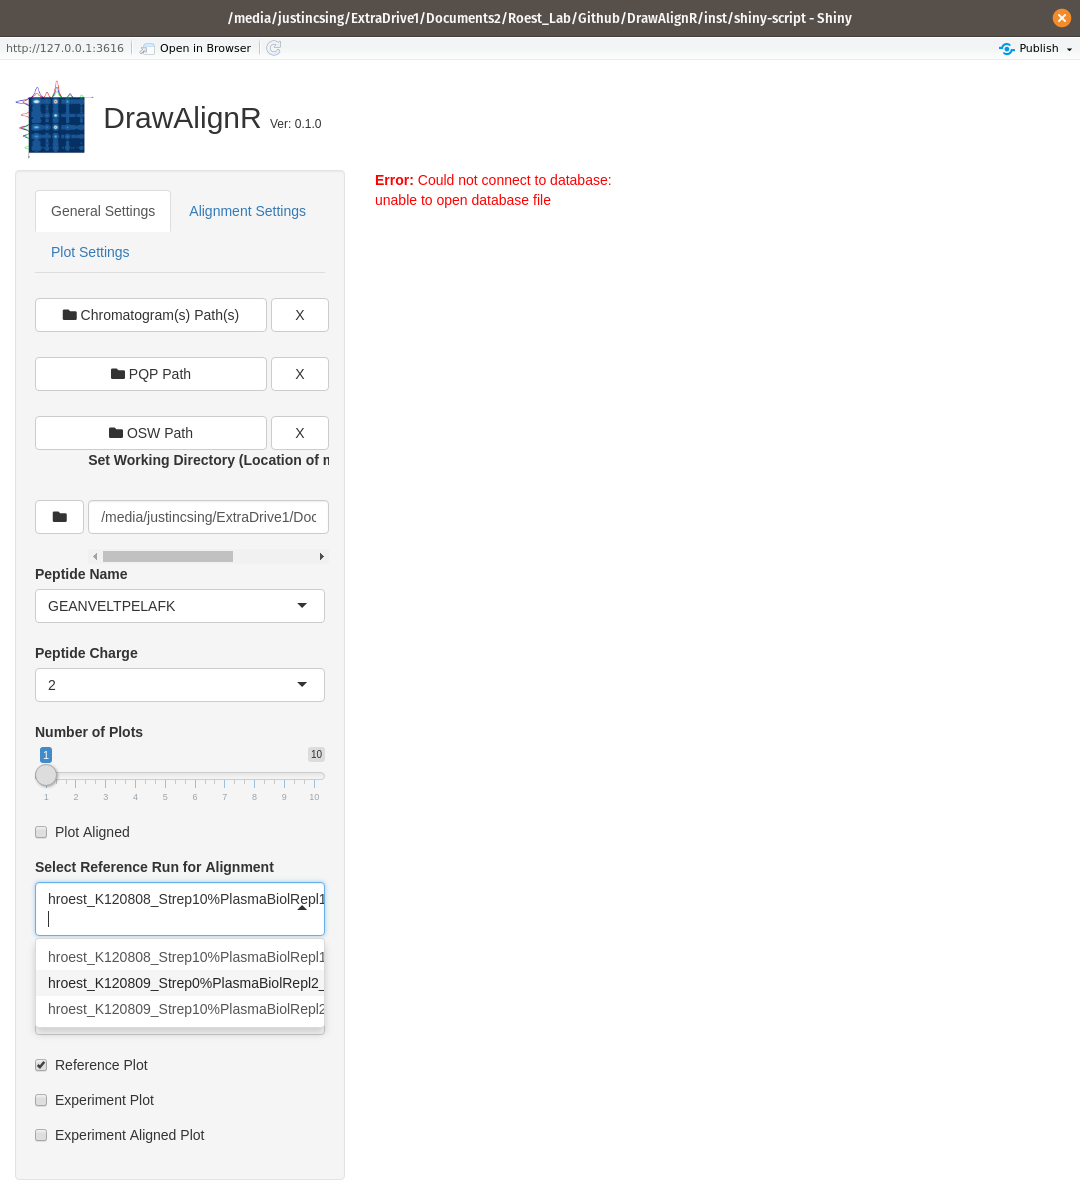 /media/justincsing/ExtraDrive1/Documents2/Roest_Lab/Github/DrawAlignR/inst/shiny-script - Shiny
http://127.0.0.1:3616 Open in Browser Publish
DrawAlignR Ver: 0.1.0
General Settings Alignment Settings
Plot Settings
Error: Could not connect to database:
unable to open database file
Chromatogram(s) Path(s) X
PQP Path X
OSW Path X
Set Working Directory (Location of
/media/justincsing/ExtraDrive1/Doc
Peptide Name
GEANVELTPELAFK
Peptide Charge
2
Number of Plots
1 10
1 2 3 4 5 6 7 8 9 10
Plot Aligned
Select Reference Run for Alignment
hroest_K120808_Strep10%PlasmaBiolRepl1
hroest_K120808_Strep10%PlasmaBiolRepl1
hroest_K120809_Strep0%PlasmaBiolRepl2_
hroest_K120809_Strep10%PlasmaBiolRepl2
Reference Plot
Experiment Plot
Experiment Aligned Plot